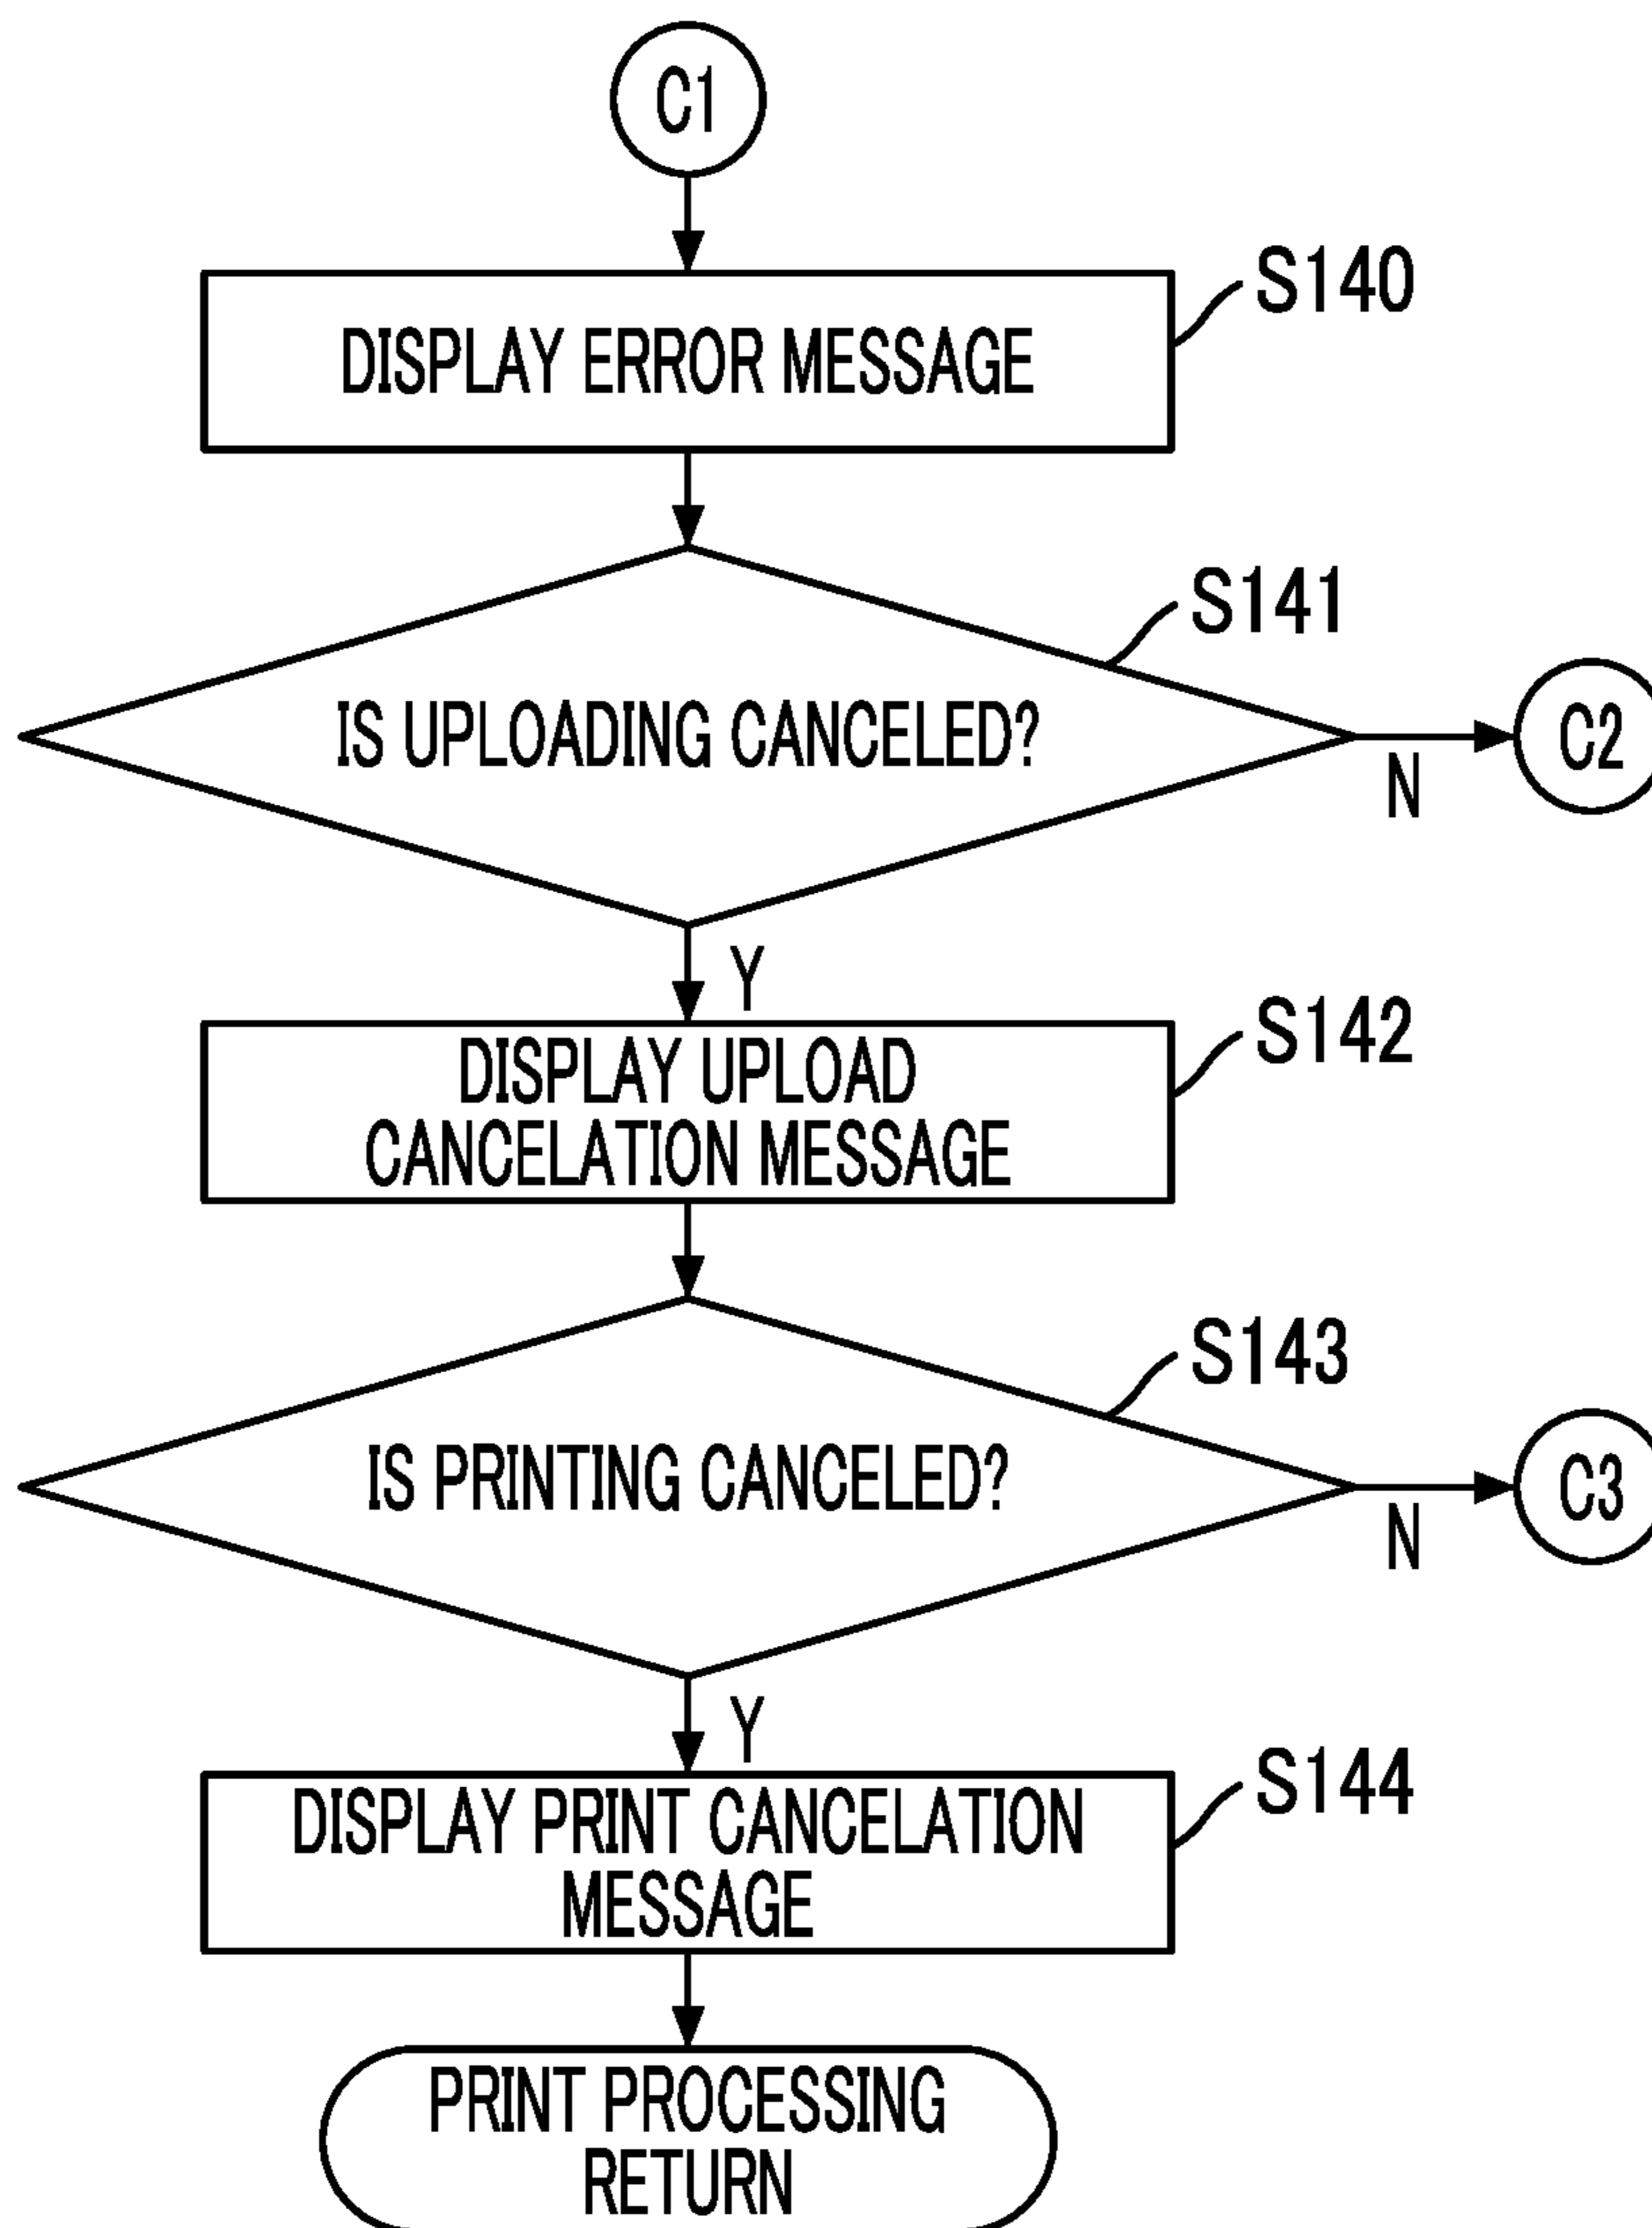 C1
S140
DISPLAY ERROR MESSAGE
S141
IS UPLOADING CANCELED?
C2
N
Y
S142
DISPLAY UPLOAD
CANCELATION MESSAGE
S143
IS PRINTING CANCELED?
C3
N
Y
S144
DISPLAY PRINT CANCELATION
MESSAGE
PRINT PROCESSING
RETURN